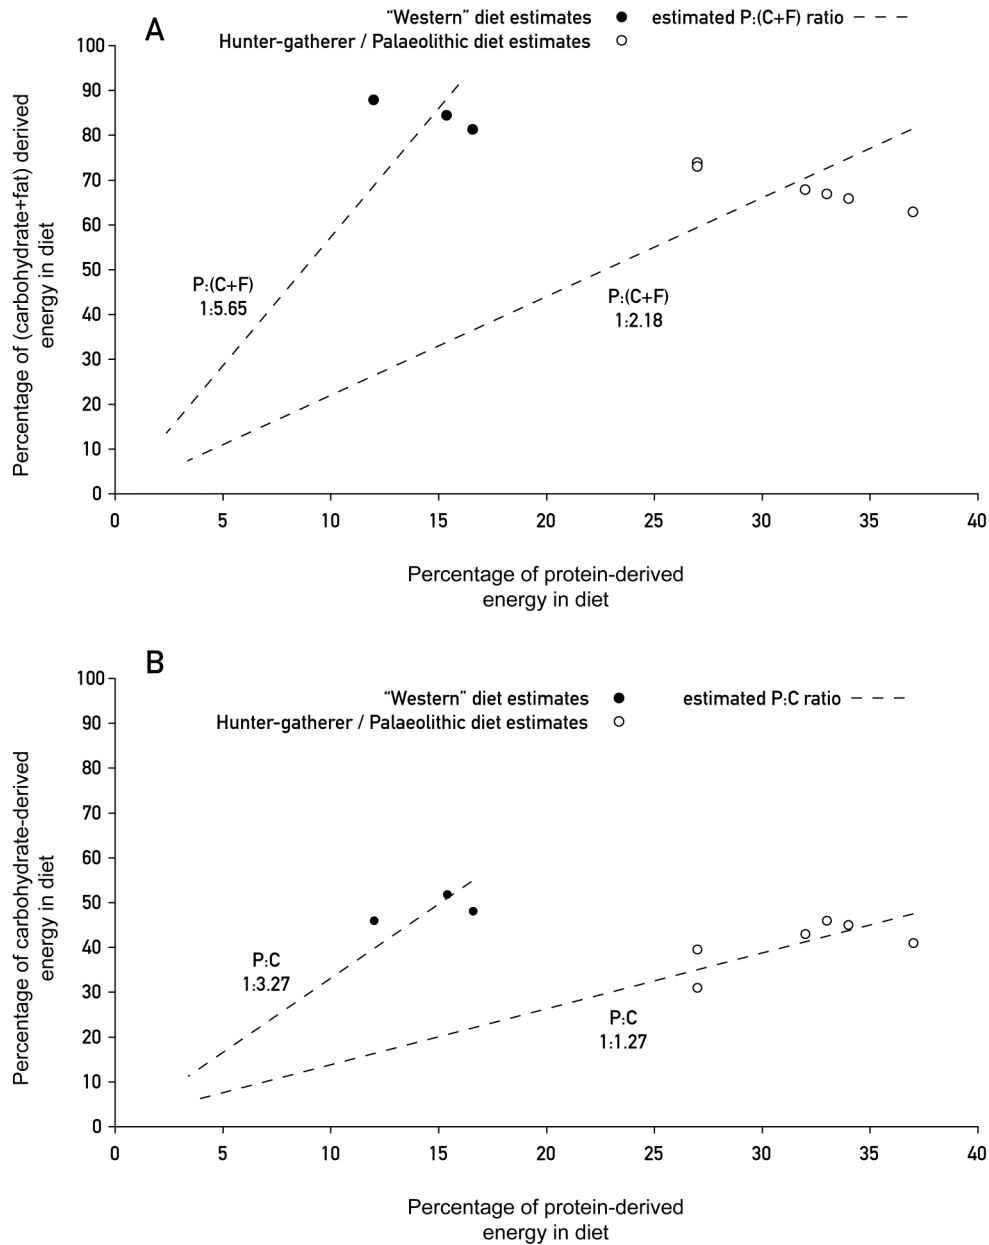 A
“Western” diet estimates
estimated P:(C+F) ratio
Hunter-gatherer / Palaeolithic diet estimates
100
90
80
70
60
50
40
30
20
10
0
Percentage of (carbohydrate+fat) derived
energy in diet
P:(C+F)
1:5.65
P:(C+F)
1:2.18
0 5 10 15 20 25 30 35 40
Percentage of protein-derived
energy in diet
B
“Western” diet estimates
estimated P:C ratio
Hunter-gatherer / Palaeolithic diet estimates
100
90
80
70
60
50
40
30
20
10
0
Percentage of carbohydrate-derived
energy in diet
P:C
1:3.27
P:C
1:1.27
0 5 10 15 20 25 30 35 40
Percentage of protein-derived
energy in diet